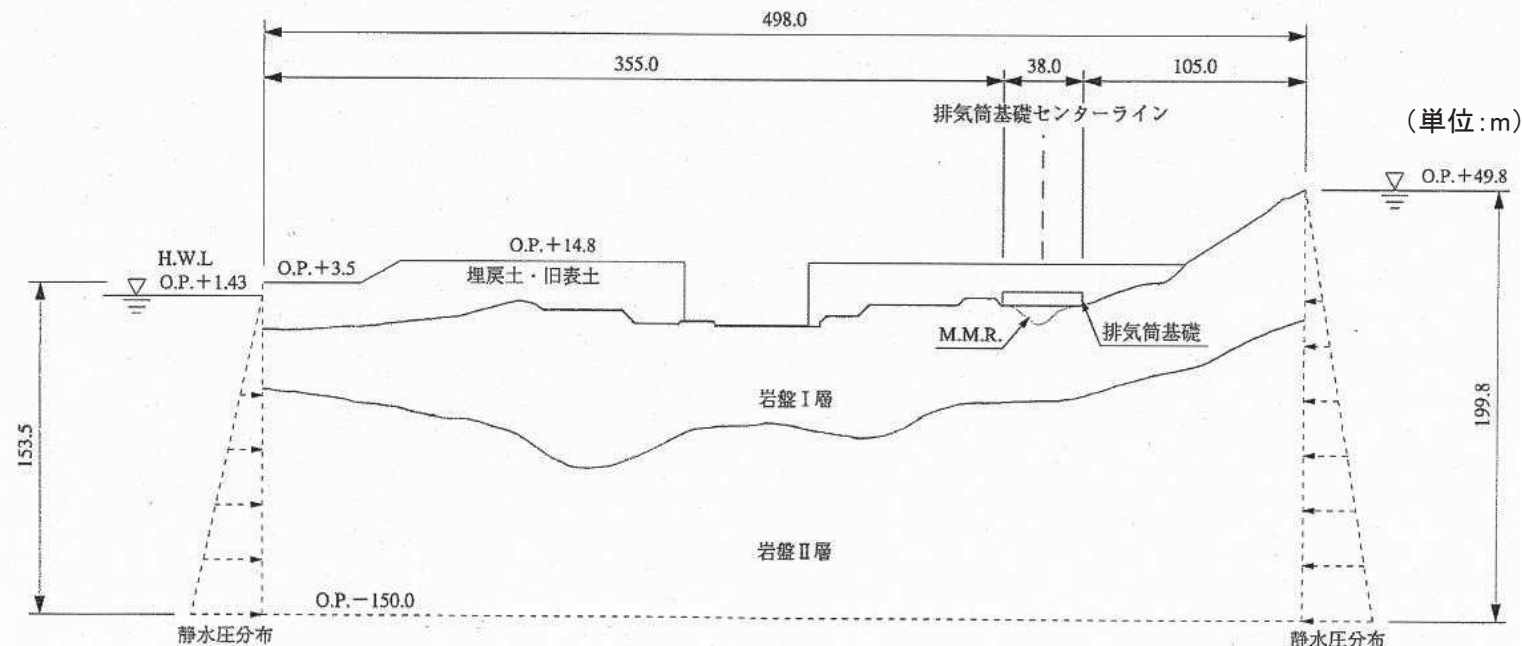 498.0
355.0
38.0
105.0
排気筒基礎センターライン
(単位:m)
O.P.+49.8
H.W.L
O.P.+1.43
O.P.+3.5
O.P.+14.8
埋戻土・旧表土
M.M.R.
排気筒基礎
岩盤Ⅰ層
153.5
199.8
岩盤Ⅱ層
O.P.-150.0
静水圧分布
静水圧分布